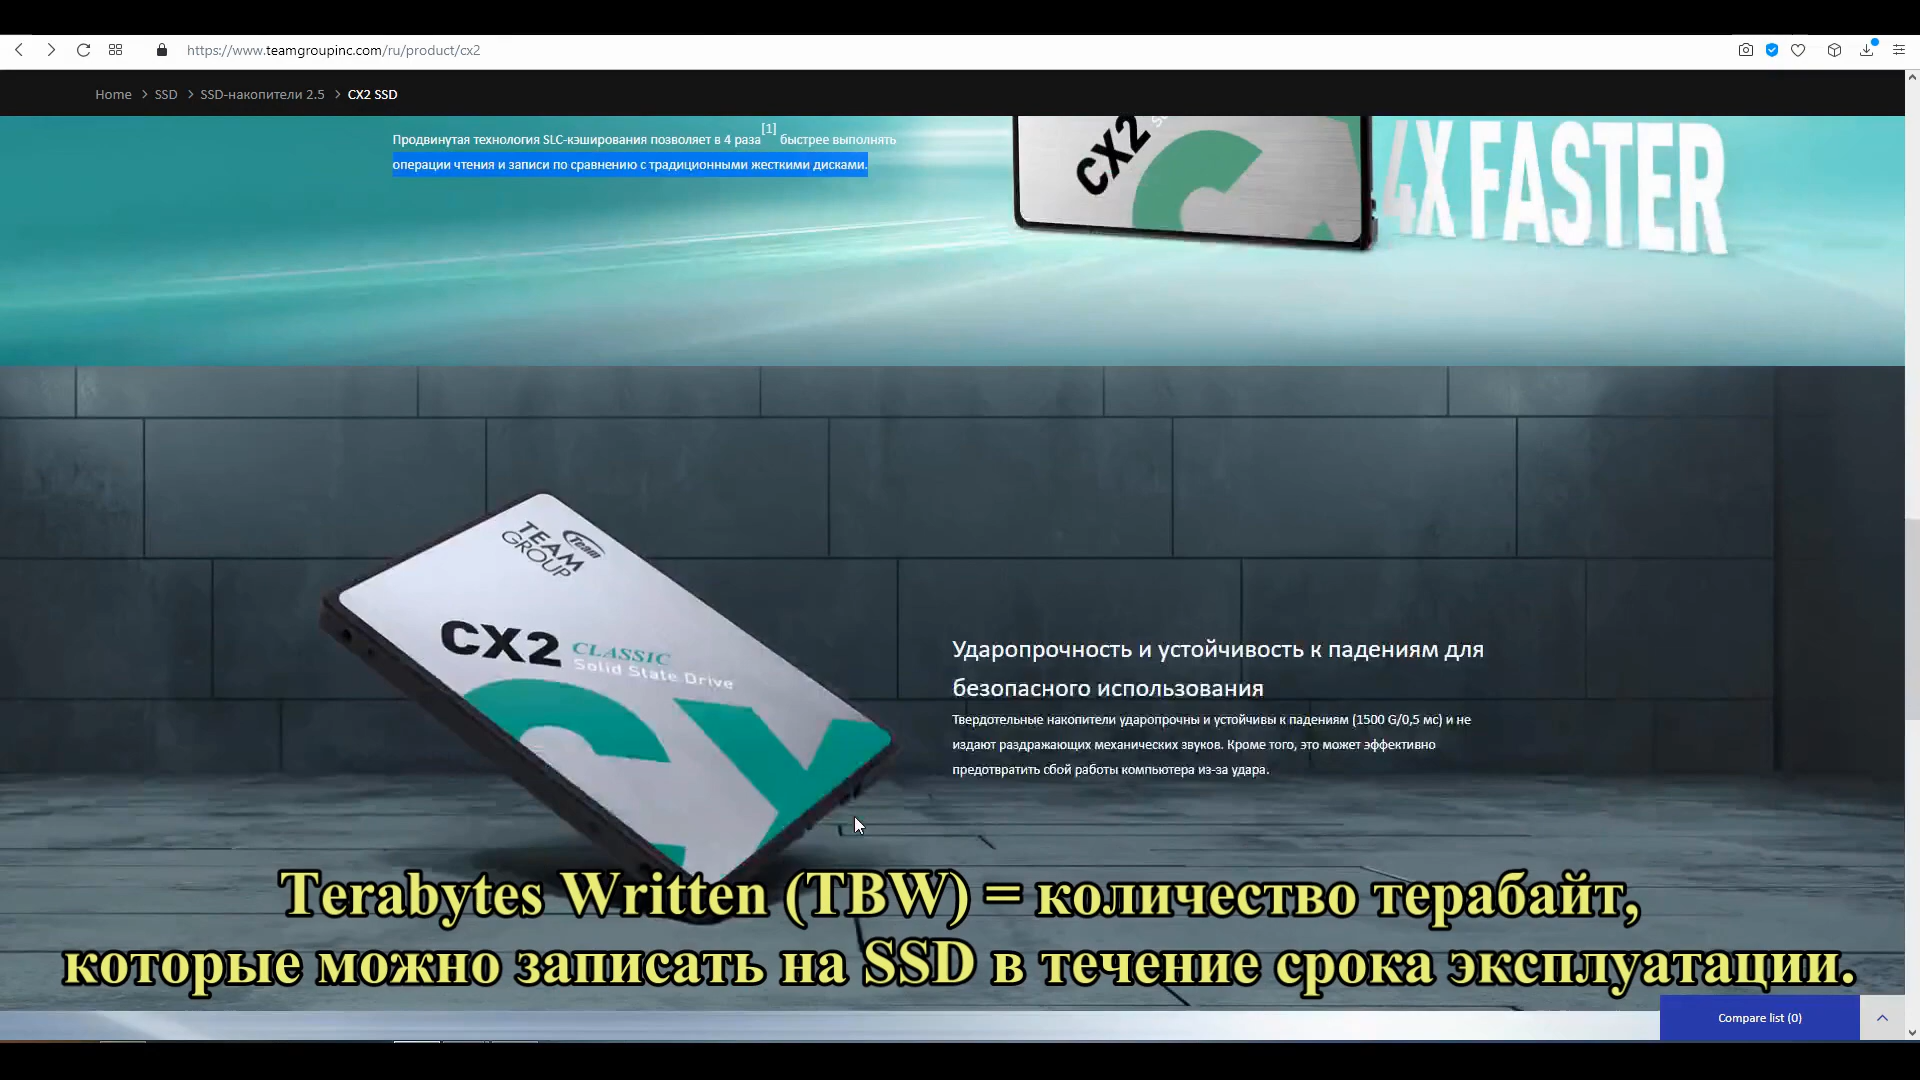 https://www.teamgroupinc.com/ru/product/cx2
Home > SSD > SSD-накопители 2.5 > CX2 SSD
Продвинутая технология SLC-кэширования позволяет в 4 раза[1] быстрее выполнять
операции чтения и записи по сравнению с традиционными жесткими дисками.
CX2
4X FASTER
Team
TEAM
GROUP
CX2 CLASSIC
Solid State Drive
Ударопрочность и устойчивость к падениям для
безопасного использования
Твердотельные накопители ударопрочны и устойчивы к падениям (1500 G/0,5 мс) и не
издают раздражающих механических звуков. Кроме того, это может эффективно
предотвратить сбой работы компьютера из-за удара.
Terabytes Written (TBW) = количество терабайт,
которые можно записать на SSD в течение срока эксплуатации.
Compare list (0)